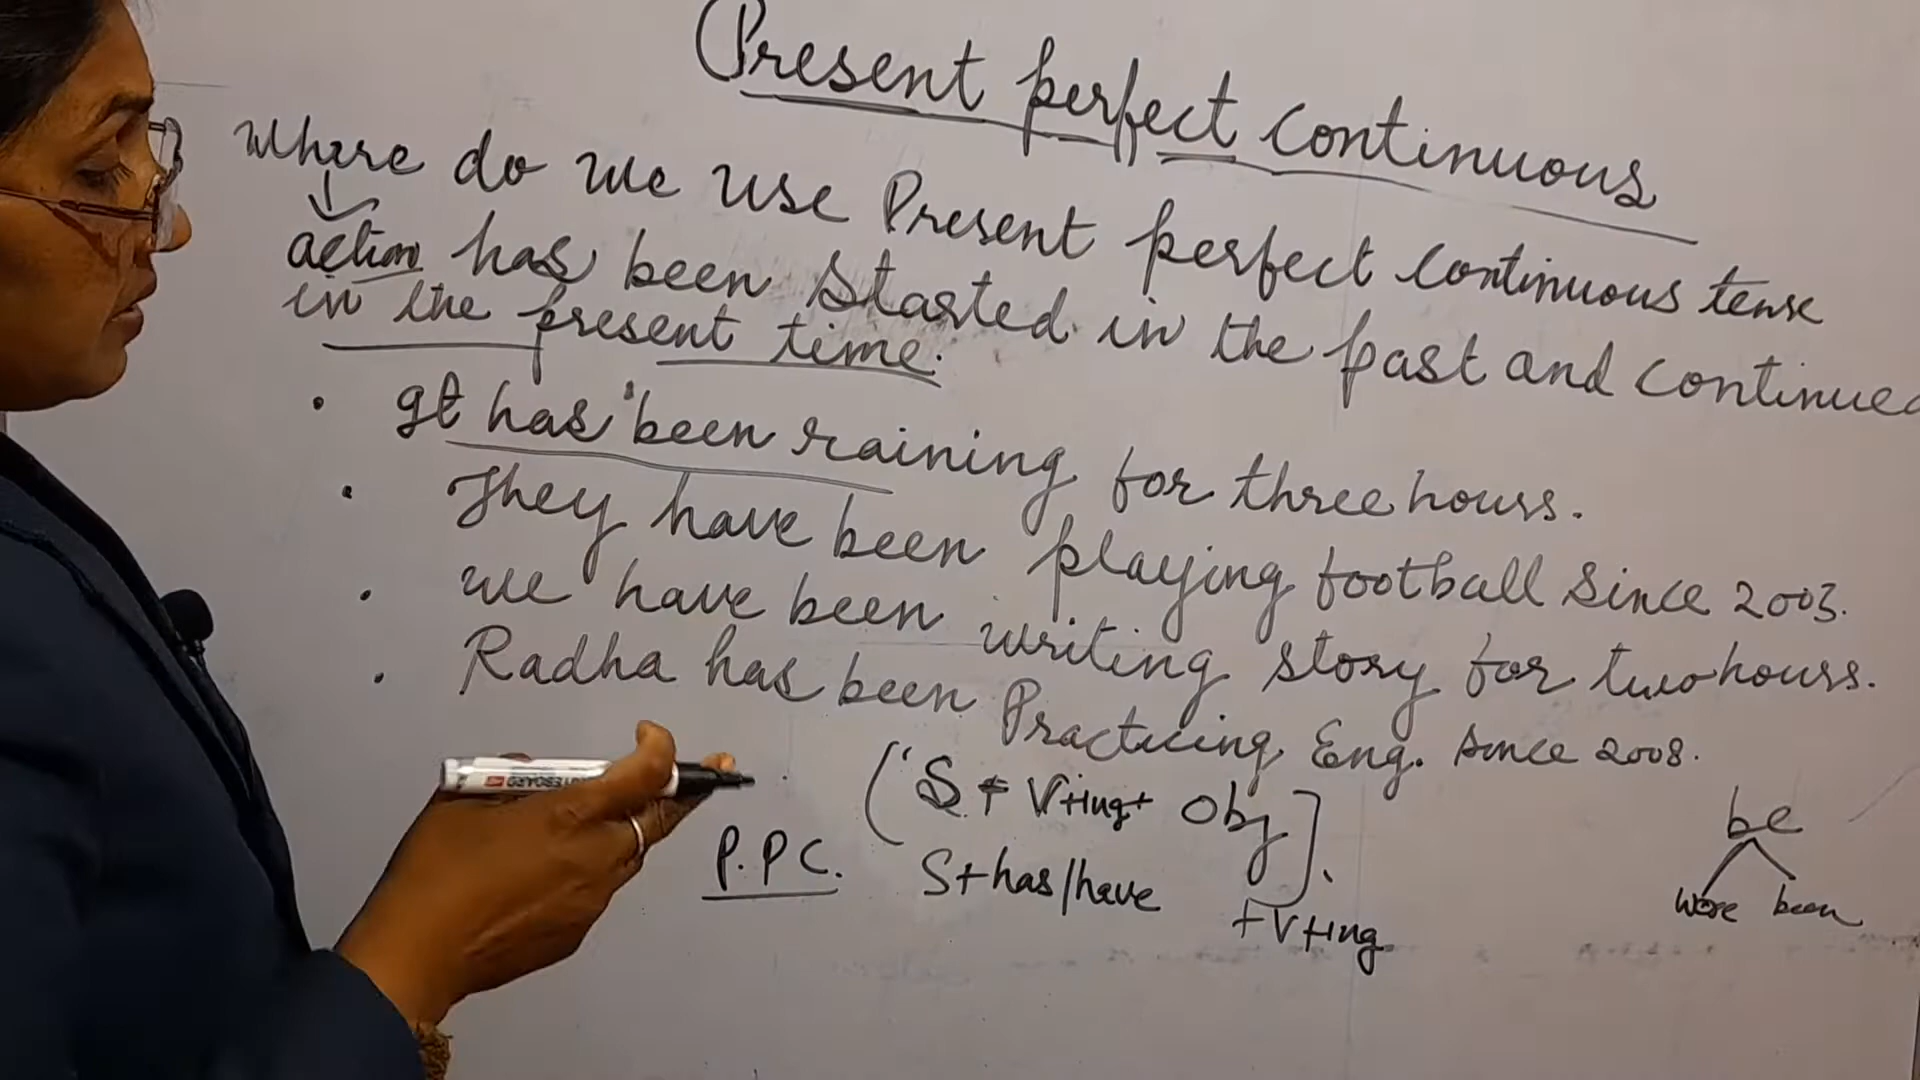 Present perfect continuous
Where do we use Present perfect continuous tense
action has been started in the past and continued
in the present time.
• It has been raining for three hours.
• They have been playing football since 2003.
• we have been writing story for two hours.
• Radha has been Practicing Eng. since 2008.
(S + V+ing+ Obj].
P.P.C. S+has/have +V+ing
be
were been